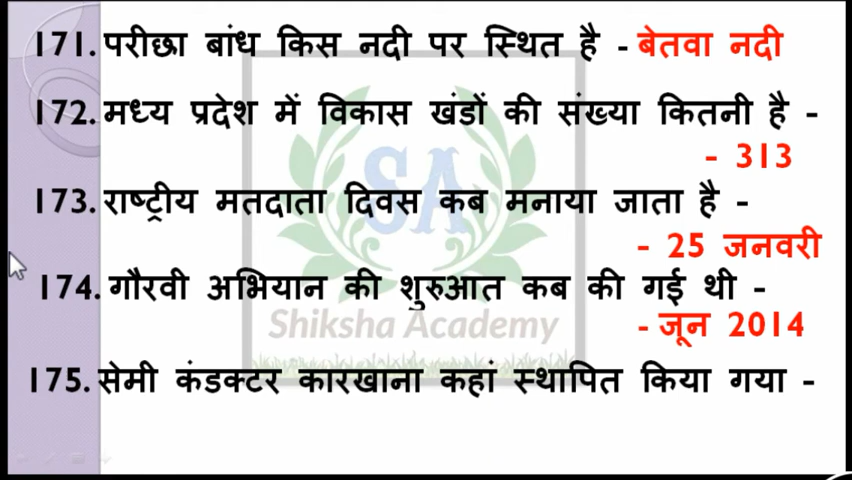 171. परीछा बांध किस नदी पर स्थित है - बेतवा नदी
172. मध्य प्रदेश में विकास खंडों की संख्या कितनी है -
- 313
173. राष्ट्रीय मतदाता दिवस कब मनाया जाता है -
- 25 जनवरी
174. गौरवी अभियान की शुरुआत कब की गई थी -
- जून 2014
SA
Shiksha Academy
175. सेमी कंडक्टर कारखाना कहां स्थापित किया गया -